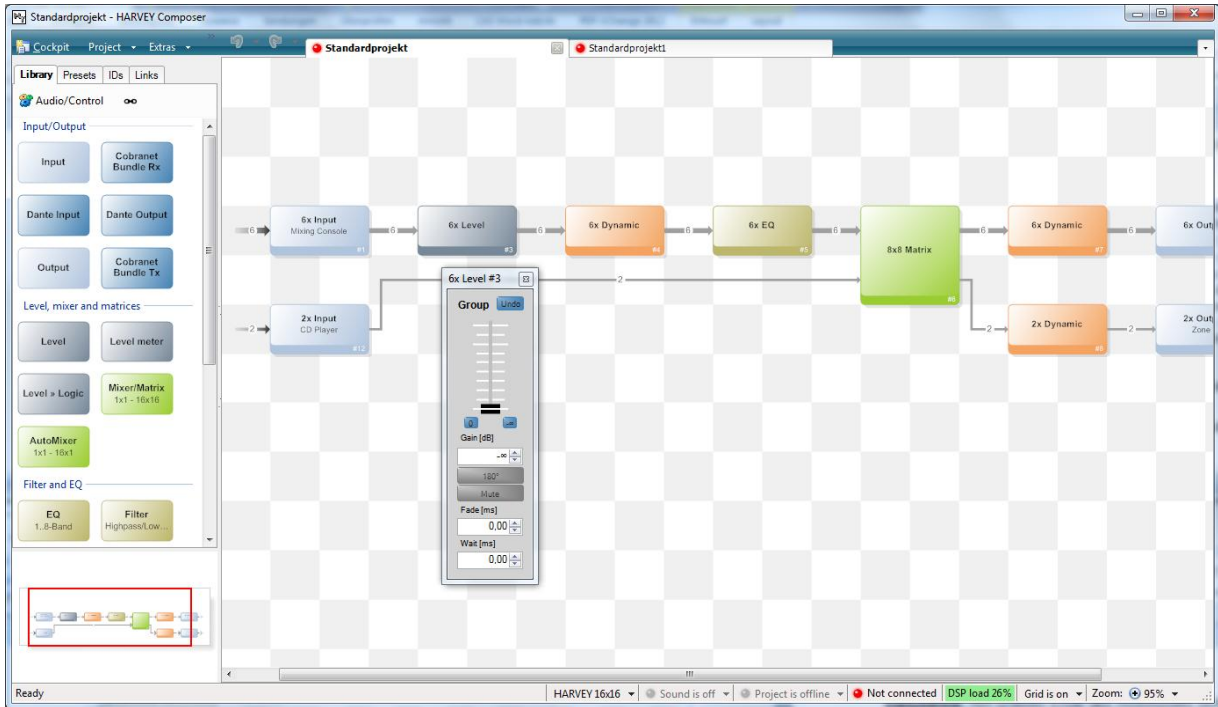 Standardprojekt - HARVEY Composer
Cockpit Project Extras
Standardprojekt
Standardprojekt1
Library Presets IDs Links
Audio/Control
Input/Output
Input
Cobranet
Bundle Rx
Dante Input
Dante Output
Output
Cobranet
Bundle Tx
Level, mixer and matrices
Level
Level meter
Level » Logic
Mixer/Matrix
1x1 - 16x16
AutoMixer
1x1 - 16x1
Filter and EQ
EQ
1..8-Band
Filter
Highpass/Low...
6
6x Input
Mixing Console
#1
6
6x Level
#3
6
6x Dynamic
#4
6
6x EQ
#5
6
8x8 Matrix
#6
6
6x Dynamic
#7
6
6x Out
2
2x Input
CD Player
#12
2
2
2x Dynamic
#8
2
2x Out
Zone
6x Level #3
Group
Undo
0
-∞
Gain [dB]
-∞
180°
Mute
Fade [ms]
0,00
Wait [ms]
0,00
Ready
HARVEY 16x16
Sound is off
Project is offline
Not connected
DSP load 26%
Grid is on
Zoom: 95%